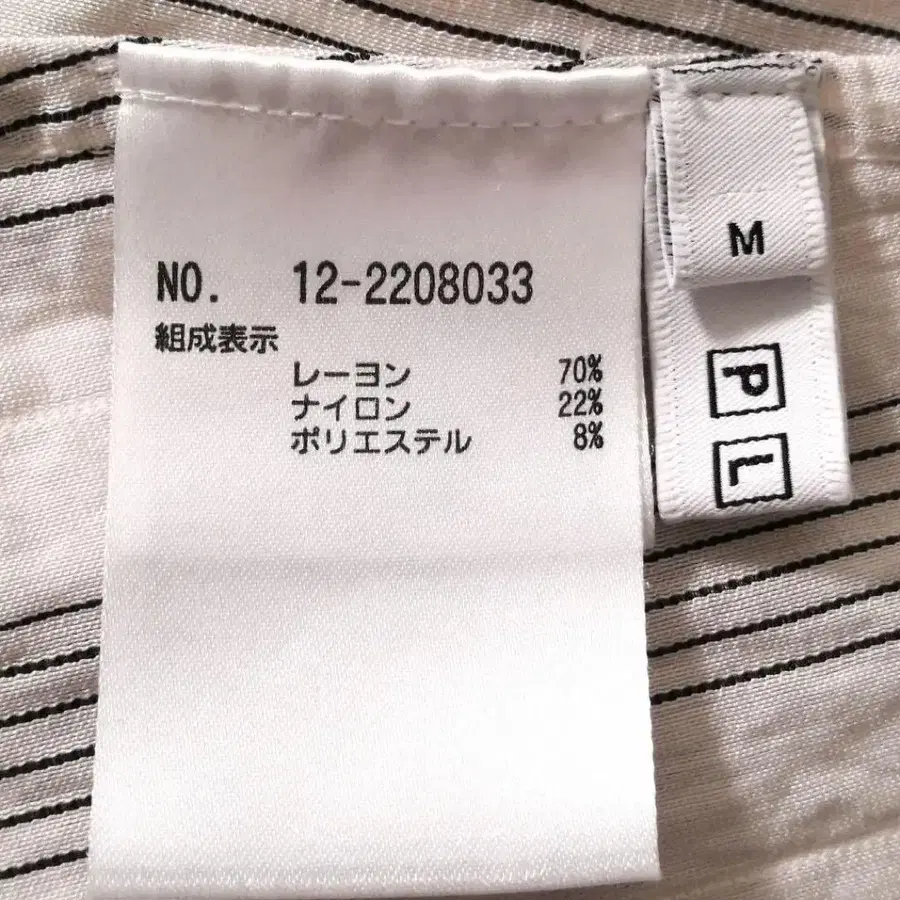 NO. 12-2208033
組成表示
レーヨン 70%
ナイロン 22%
ポリエステル 8%
M
P
L